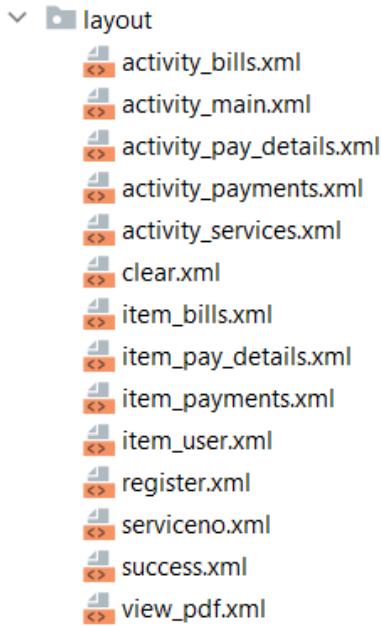 layout
activity_bills.xml
activity_main.xml
activity_pay_details.xml
activity_payments.xml
activity_services.xml
clear.xml
item_bills.xml
item_pay_details.xml
item_payments.xml
item_user.xml
register.xml
serviceno.xml
success.xml
view_pdf.xml